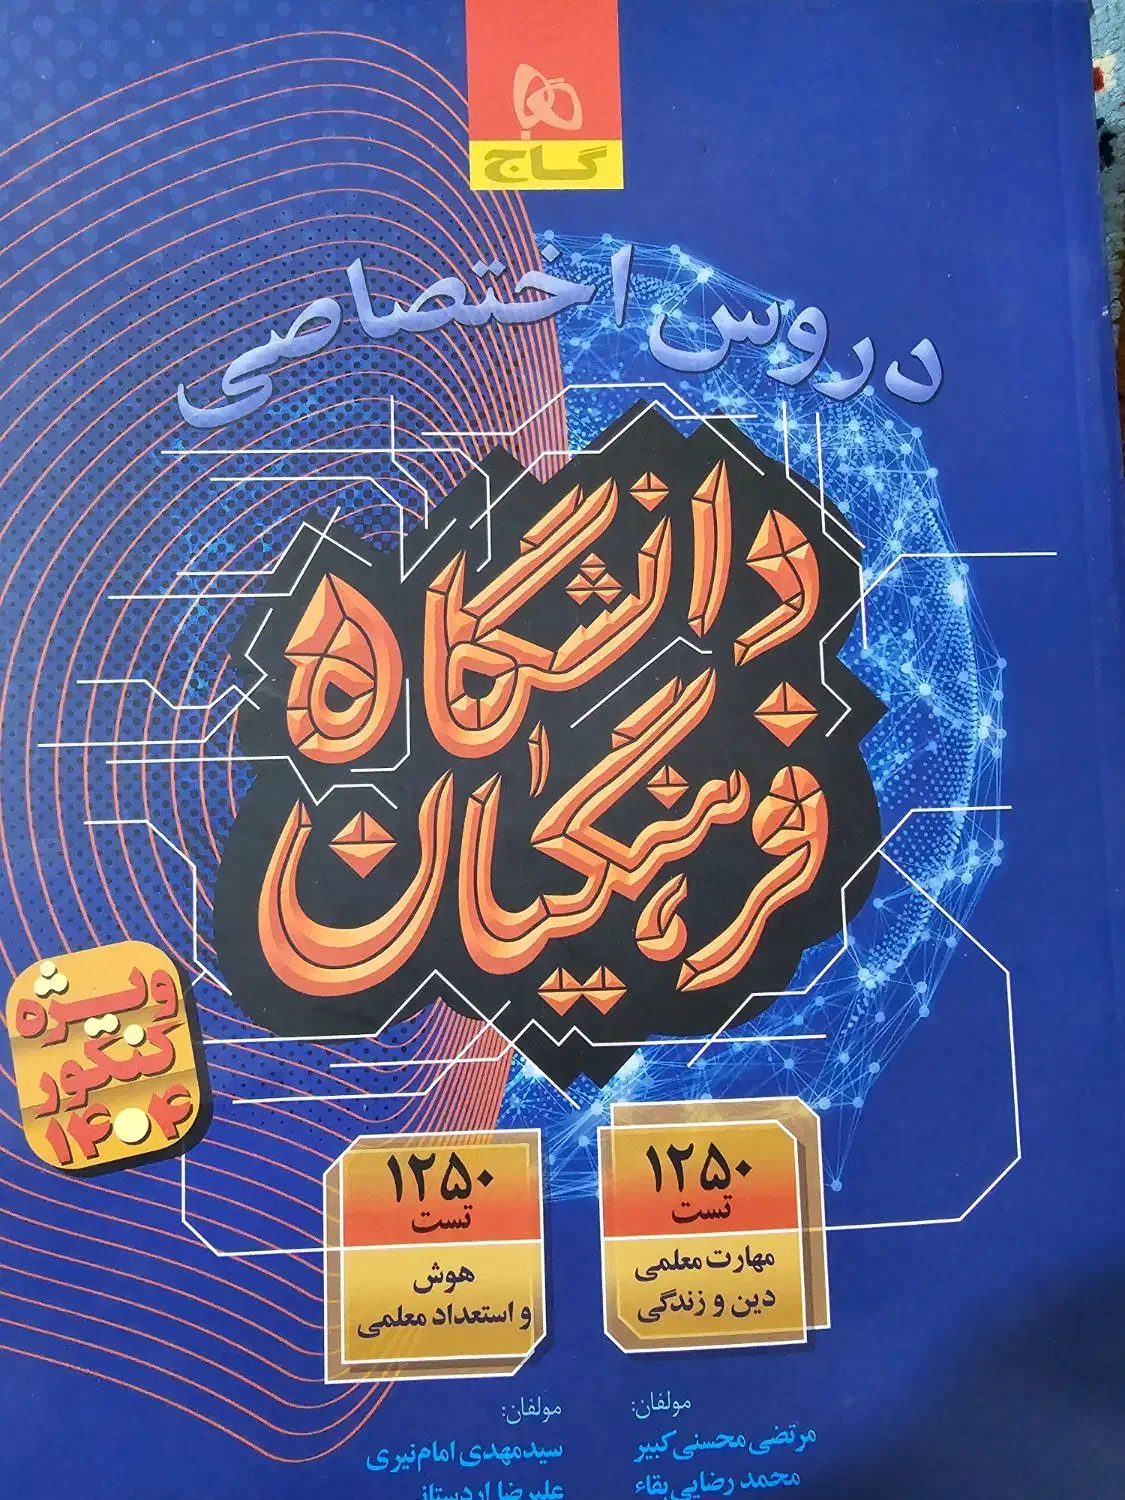 گاج
دروس اختصاصی
دانشگاه
فرهنگیان
ویژه
کنکور
۱۴۰۴
۱۲۵۰
تست
مهارت معلمی
دین و زندگی
۱۲۵۰
تست
هوش
و استعداد معلمی
مولفان:
مرتضی محسنی کبیر
محمد رضایی بقاء
مولفان:
سیدمهدی امام‌نیری
علیرضا